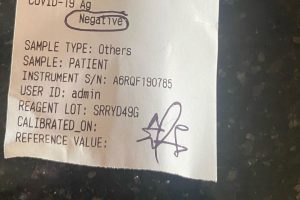 COVID-19 Ag
Negative
SAMPLE TYPE: Others
SAMPLE: PATIENT
INSTRUMENT S/N: A6RQF190785
USER ID: admin
REAGENT LOT: SRRYD49G
CALIBRATED_ON:
REFERENCE VALUE: